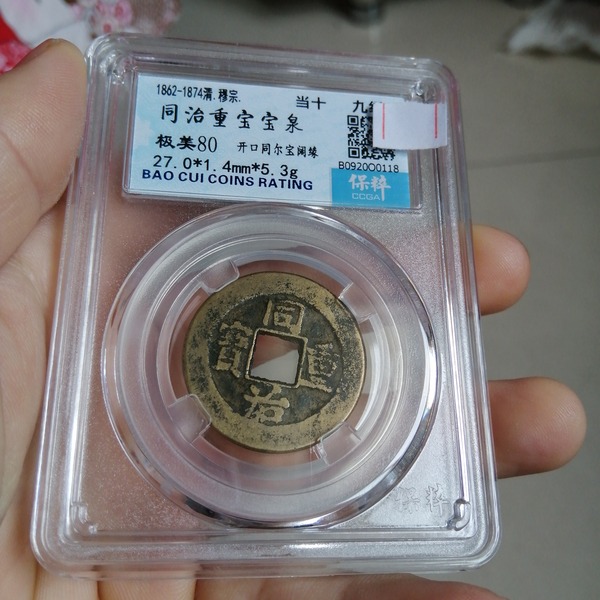 1862-1874清.穆宗. 当十
同治重宝宝泉
极美80 开口同尔宝阔缘
27.0*1.4mm*5.3g
BAO CUI COINS RATING
B092000118
保粹
CCGA
同
寶 重
治
保粹